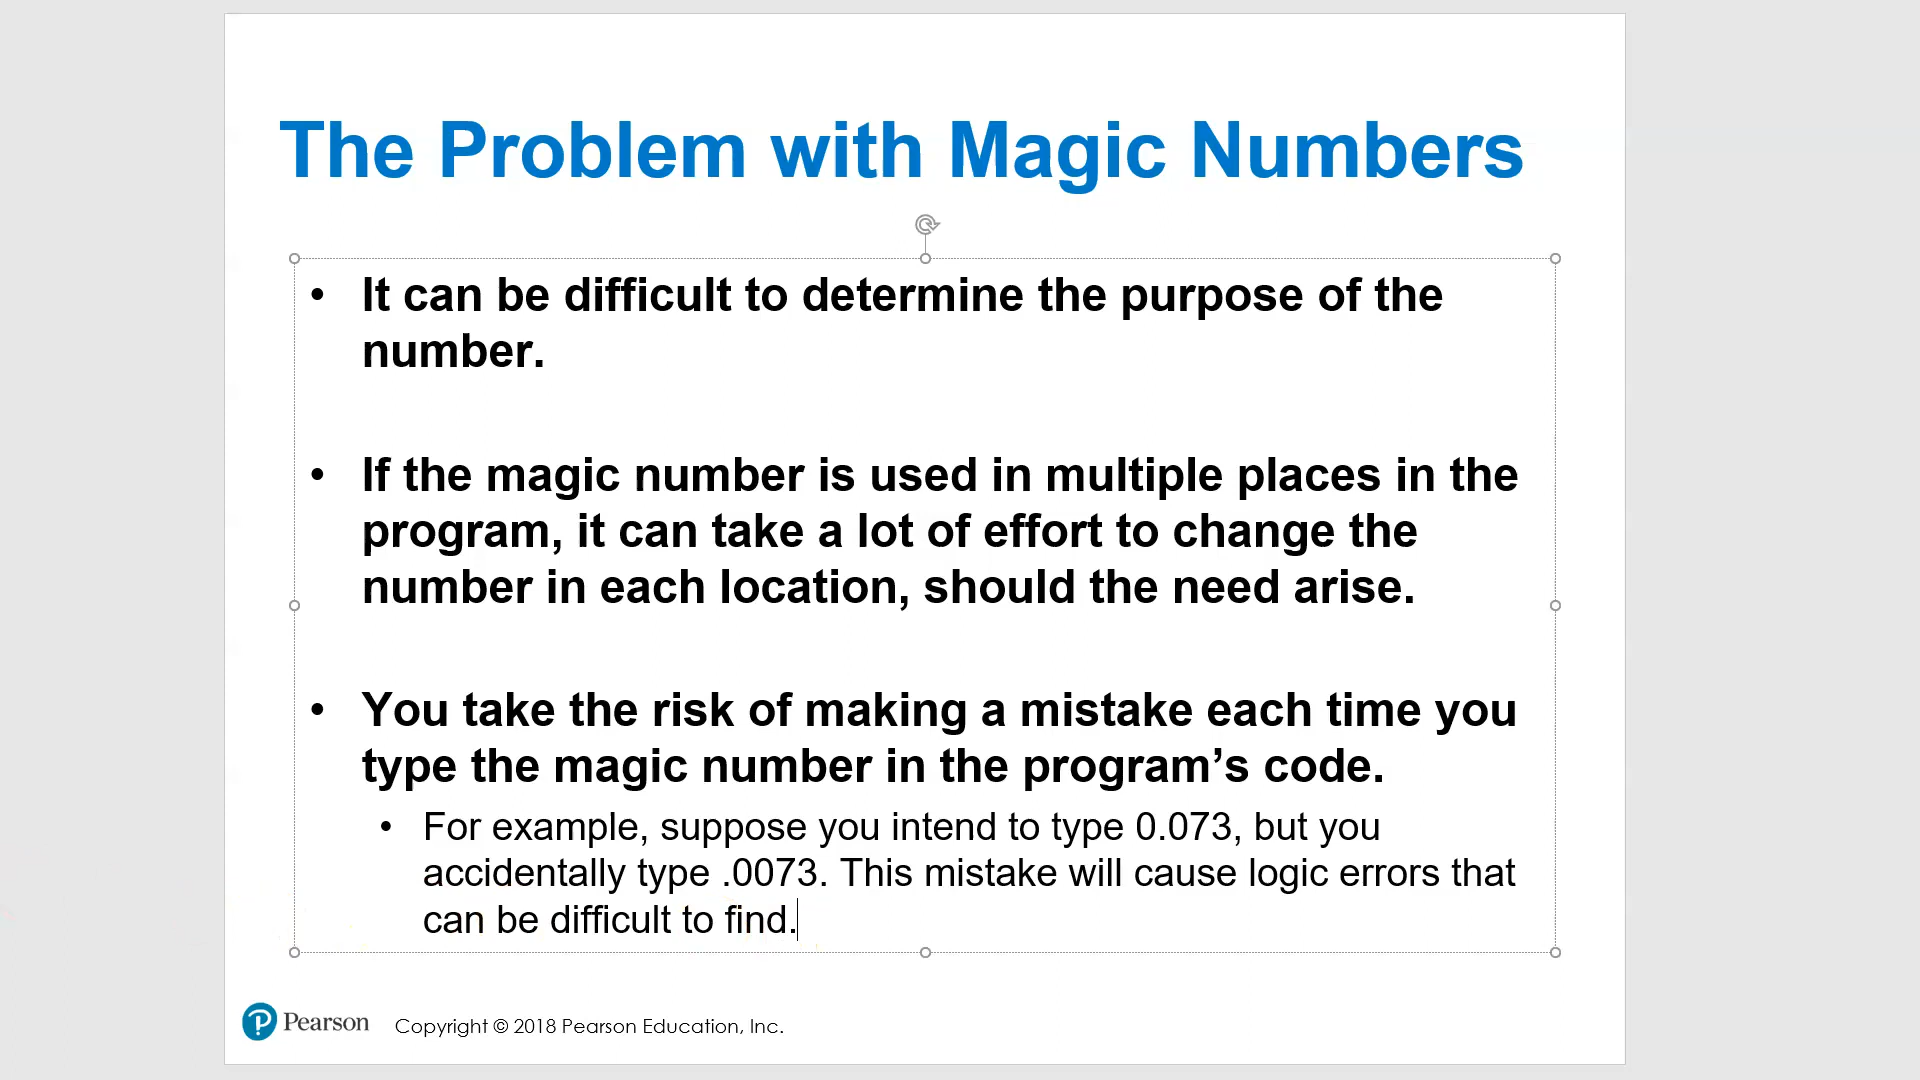 The Problem with Magic Numbers
• It can be difficult to determine the purpose of the
number.
• If the magic number is used in multiple places in the
program, it can take a lot of effort to change the
number in each location, should the need arise.
• You take the risk of making a mistake each time you
type the magic number in the program’s code.
• For example, suppose you intend to type 0.073, but you
accidentally type .0073. This mistake will cause logic errors that
can be difficult to find.
Pearson
Copyright © 2018 Pearson Education, Inc.